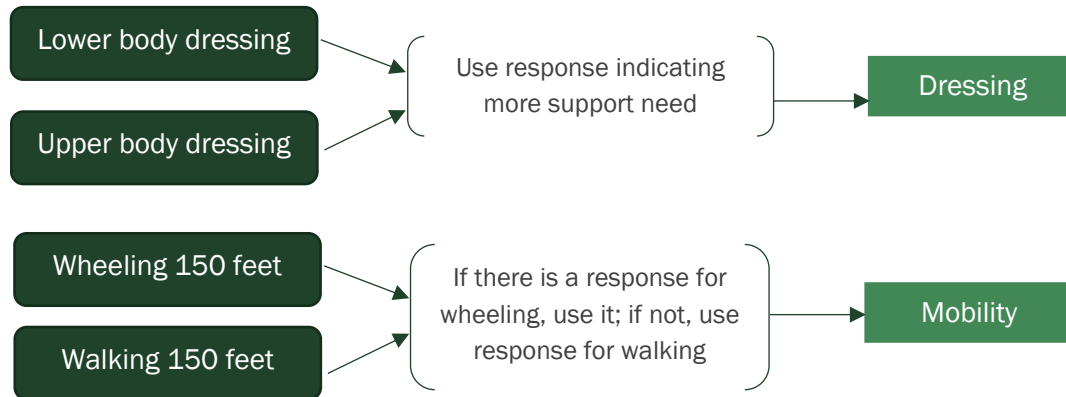 Lower body dressing
Upper body dressing
Use response indicating
more support need
Dressing
Wheeling 150 feet
Walking 150 feet
If there is a response for
wheeling, use it; if not, use
response for walking
Mobility